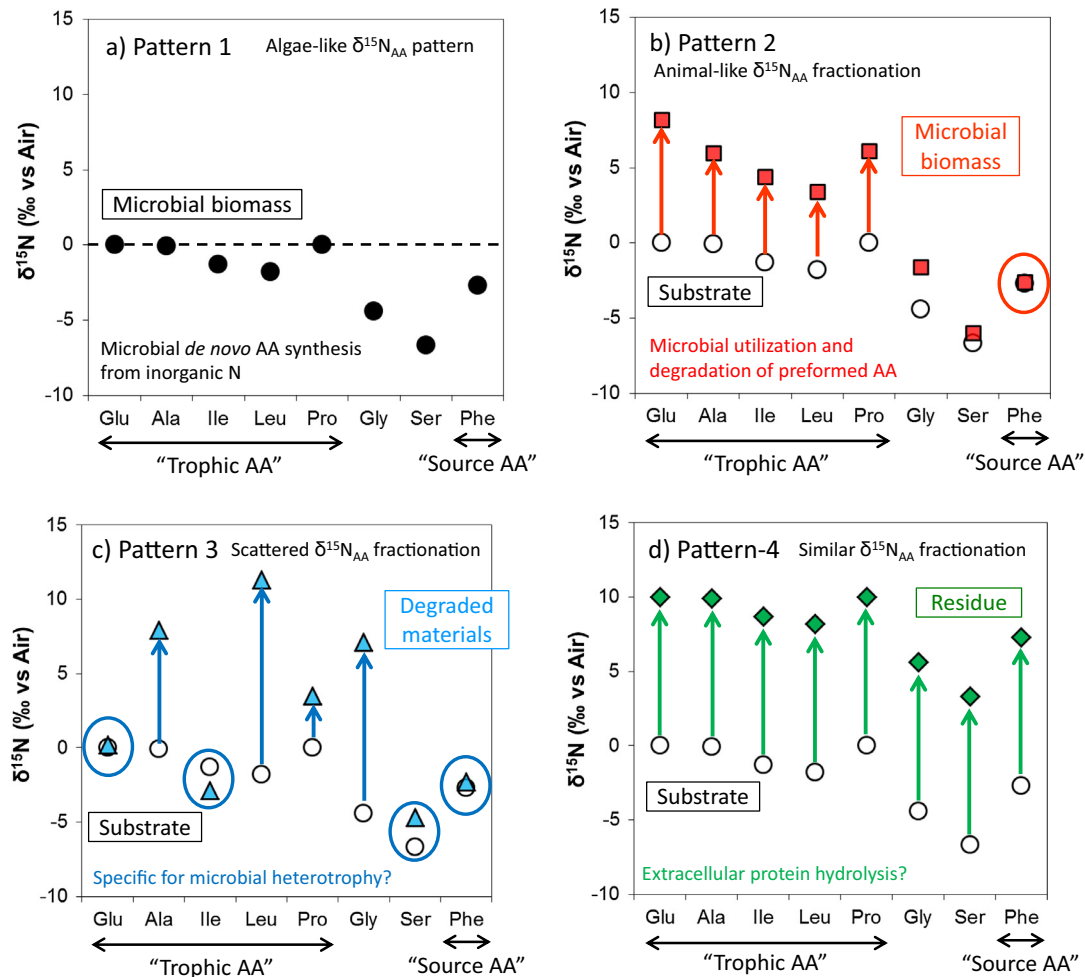 a) Pattern 1 Algae-like δ15NAA pattern
15
10
5
0
-5
-10
δ15N (‰ vs Air)
Microbial biomass
Microbial de novo AA synthesis
from inorganic N
Glu Ala Ile Leu Pro Gly Ser Phe
“Trophic AA” “Source AA”
b) Pattern 2
Animal-like δ15NAA fractionation
15
10
5
0
-5
-10
δ15N (‰ vs Air)
Microbial
biomass
Substrate
Microbial utilization and
degradation of preformed AA
Glu Ala Ile Leu Pro Gly Ser Phe
“Trophic AA” “Source AA”
c) Pattern 3 Scattered δ15NAA fractionation
15
10
5
0
-5
-10
δ15N (‰ vs Air)
Degraded
materials
Substrate
Specific for microbial heterotrophy?
Glu Ala Ile Leu Pro Gly Ser Phe
“Trophic AA” “Source AA”
d) Pattern-4 Similar δ15NAA fractionation
15
10
5
0
-5
-10
δ15N (‰ vs Air)
Residue
Substrate
Extracellular protein hydrolysis?
Glu Ala Ile Leu Pro Gly Ser Phe
“Trophic AA” “Source AA”